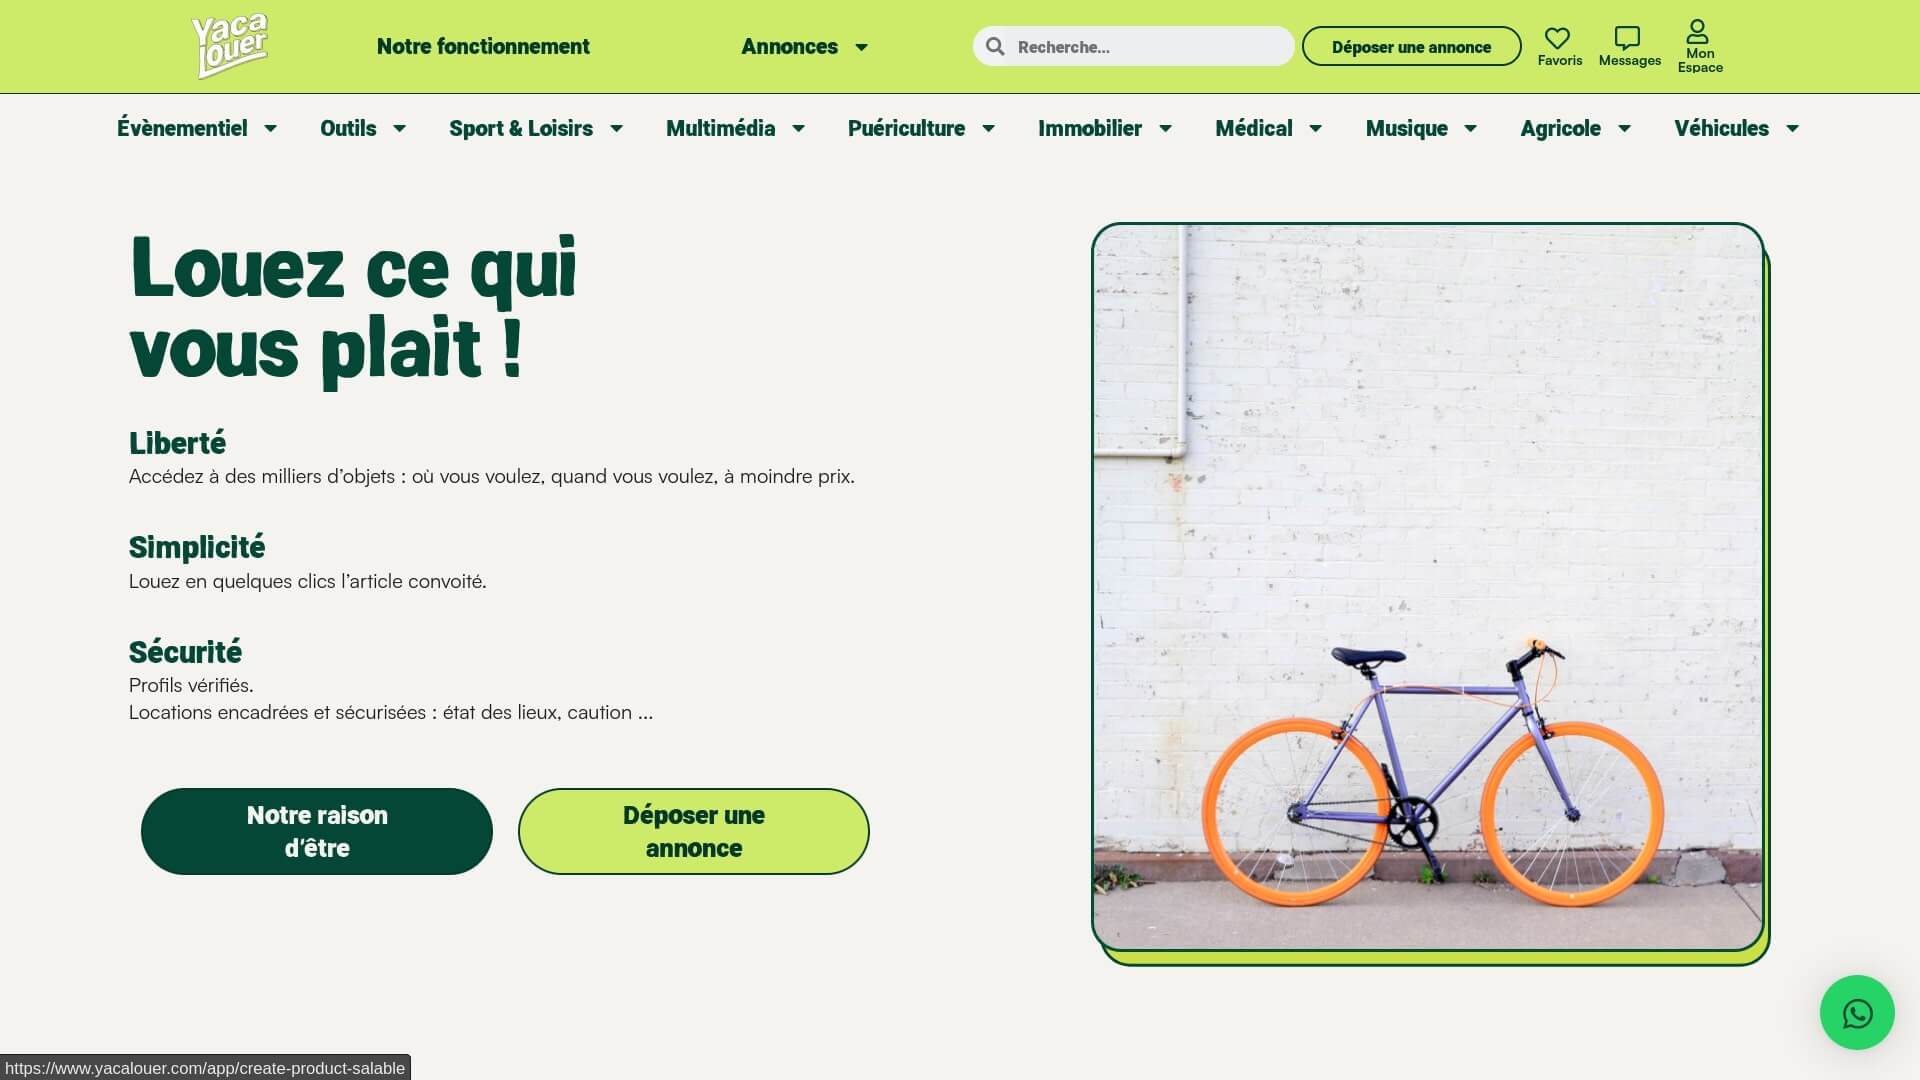 Yaca
louer
Notre fonctionnement
Annonces
Recherche...
Déposer une annonce
Favoris
Messages
Mon
Espace
Évènementiel
Outils
Sport & Loisirs
Multimédia
Puériculture
Immobilier
Médical
Musique
Agricole
Véhicules
Louez ce qui
vous plait !
Liberté
Accédez à des milliers d’objets : où vous voulez, quand vous voulez, à moindre prix.
Simplicité
Louez en quelques clics l’article convoité.
Sécurité
Profils vérifiés.
Locations encadrées et sécurisées : état des lieux, caution ...
Notre raison
d’être
Déposer une
annonce
https://www.yacalouer.com/app/create-product-salable